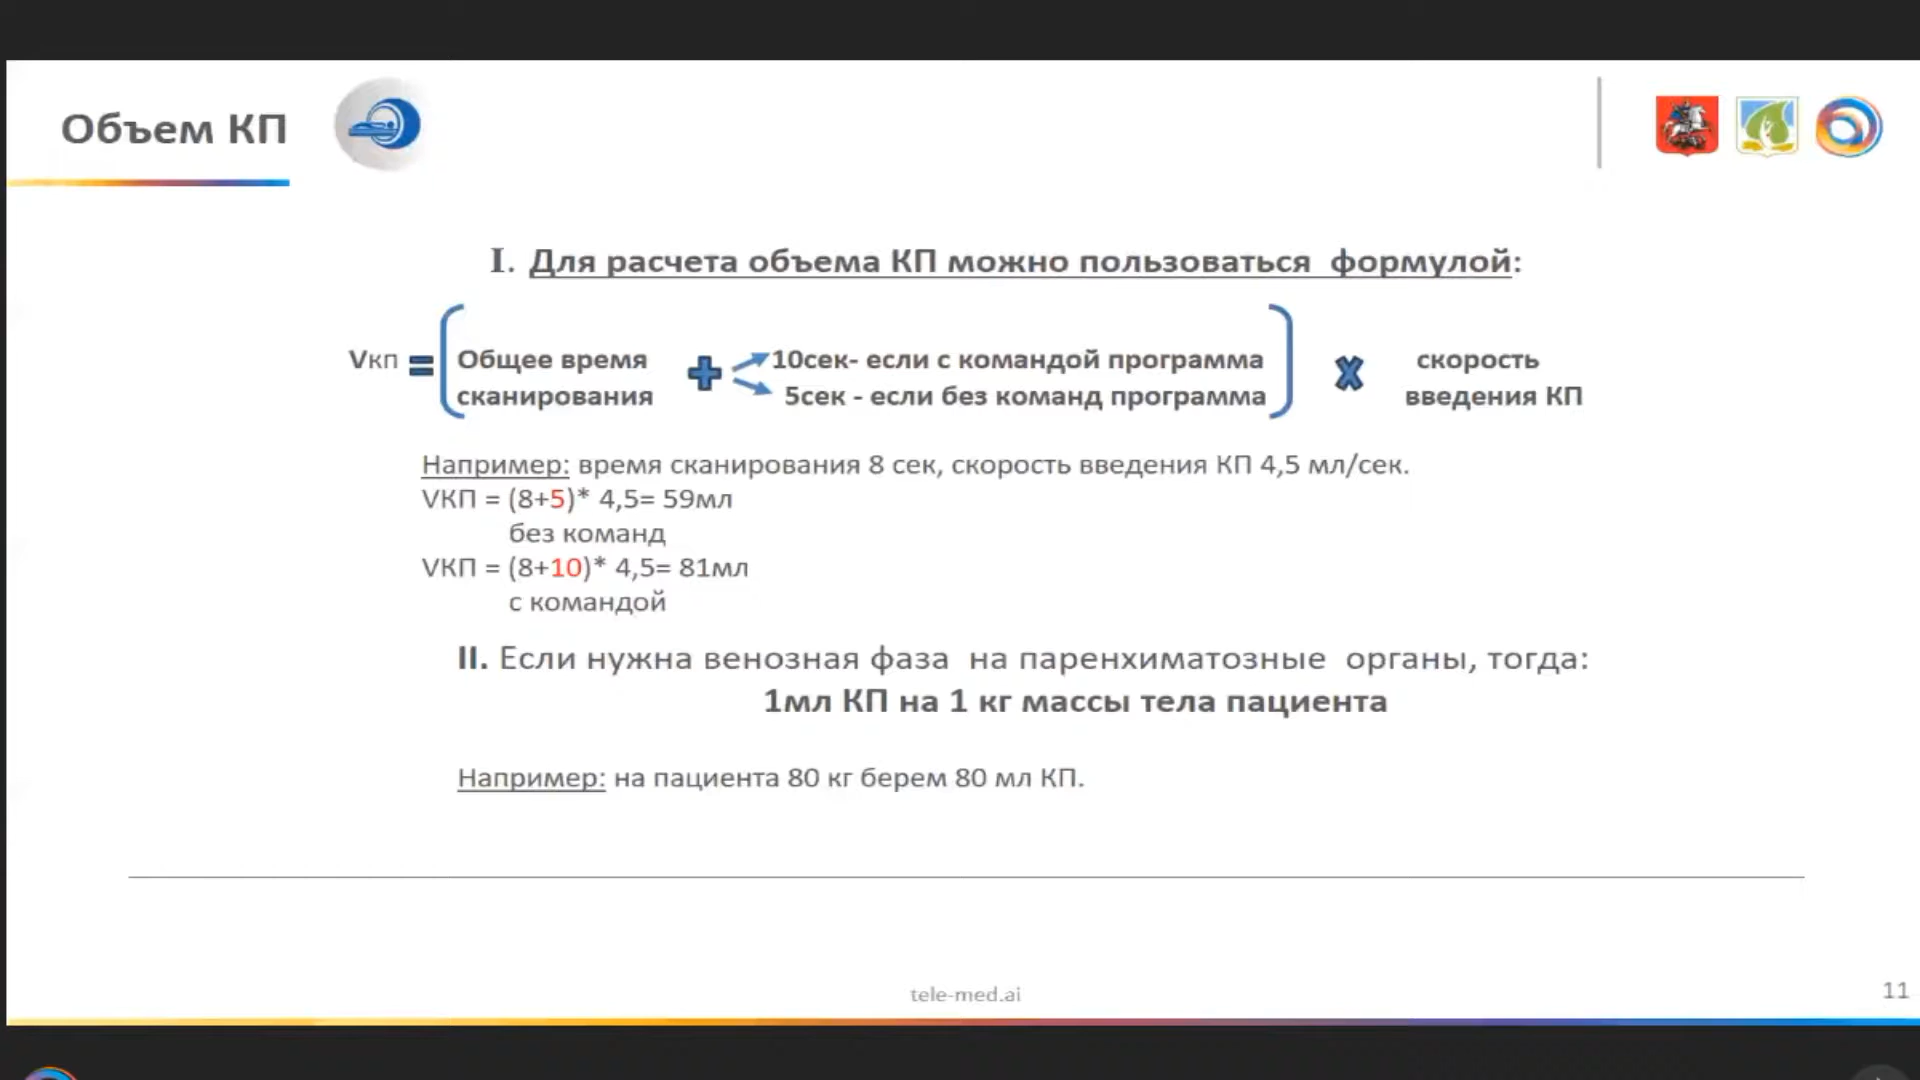 Объем КП
I. Для расчета объема КП можно пользоваться формулой:
Vкп = Общее время 10сек- если с командой программа скорость
сканирования 5сек - если без команд программа введения КП
Например: время сканирования 8 сек, скорость введения КП 4,5 мл/сек.
VКП = (8+5)* 4,5= 59мл
без команд
VКП = (8+10)* 4,5= 81мл
с командой
II. Если нужна венозная фаза на паренхиматозные органы, тогда:
1мл КП на 1 кг массы тела пациента
Например: на пациента 80 кг берем 80 мл КП.
tele-med.ai
11